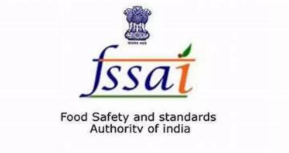 fssai
Food Safety and standards
Authority of india